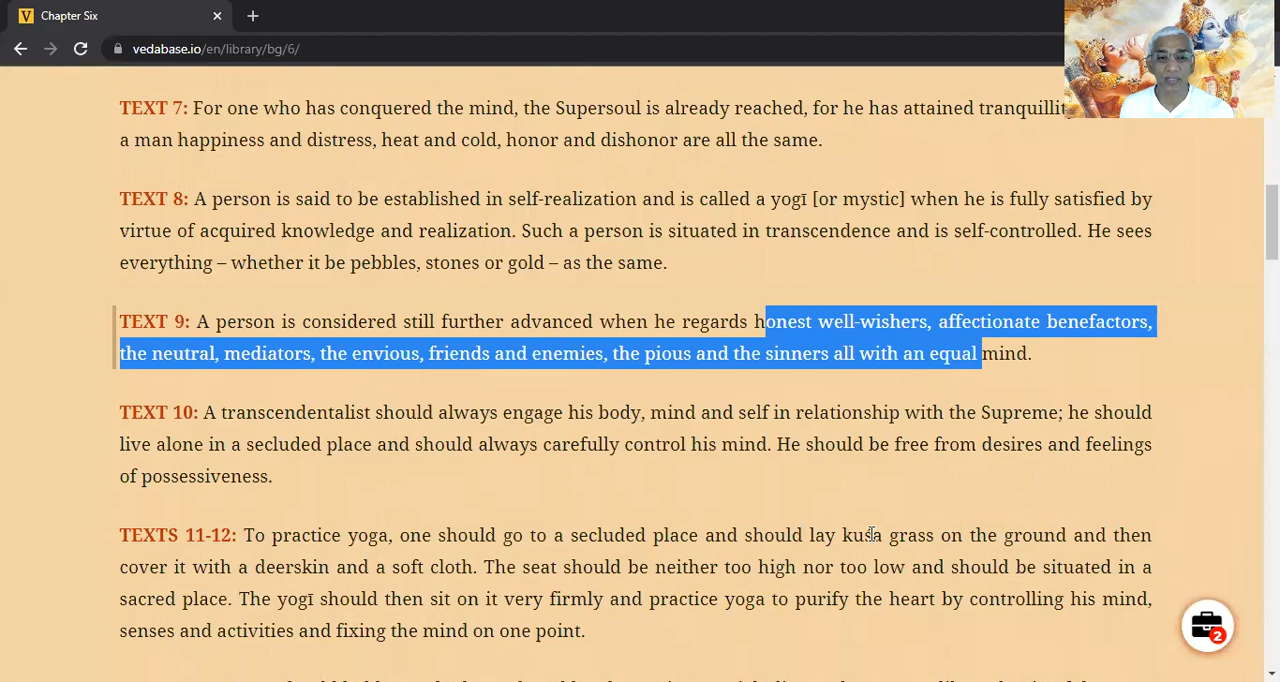 V Chapter Six
vedabase.io/en/library/bg/6/
TEXT 7: For one who has conquered the mind, the Supersoul is already reached, for he has attained
a man happiness and distress, heat and cold, honor and dishonor are all the same.
TEXT 8: A person is said to be established in self-realization and is called a yogī [or mystic] when he is fully satisfied by
virtue of acquired knowledge and realization. Such a person is situated in transcendence and is self-controlled. He sees
everything – whether it be pebbles, stones or gold – as the same.
TEXT 9: A person is considered still further advanced when he regards honest well-wishers, affectionate benefactors,
the neutral, mediators, the envious, friends and enemies, the pious and the sinners all with an equal mind.
TEXT 10: A transcendentalist should always engage his body, mind and self in relationship with the Supreme; he should
live alone in a secluded place and should always carefully control his mind. He should be free from desires and feelings
of possessiveness.
TEXTS 11-12: To practice yoga, one should go to a secluded place and should lay kuśa grass on the ground and then
cover it with a deerskin and a soft cloth. The seat should be neither too high nor too low and should be situated in a
sacred place. The yogī should then sit on it very firmly and practice yoga to purify the heart by controlling his mind,
senses and activities and fixing the mind on one point.
2